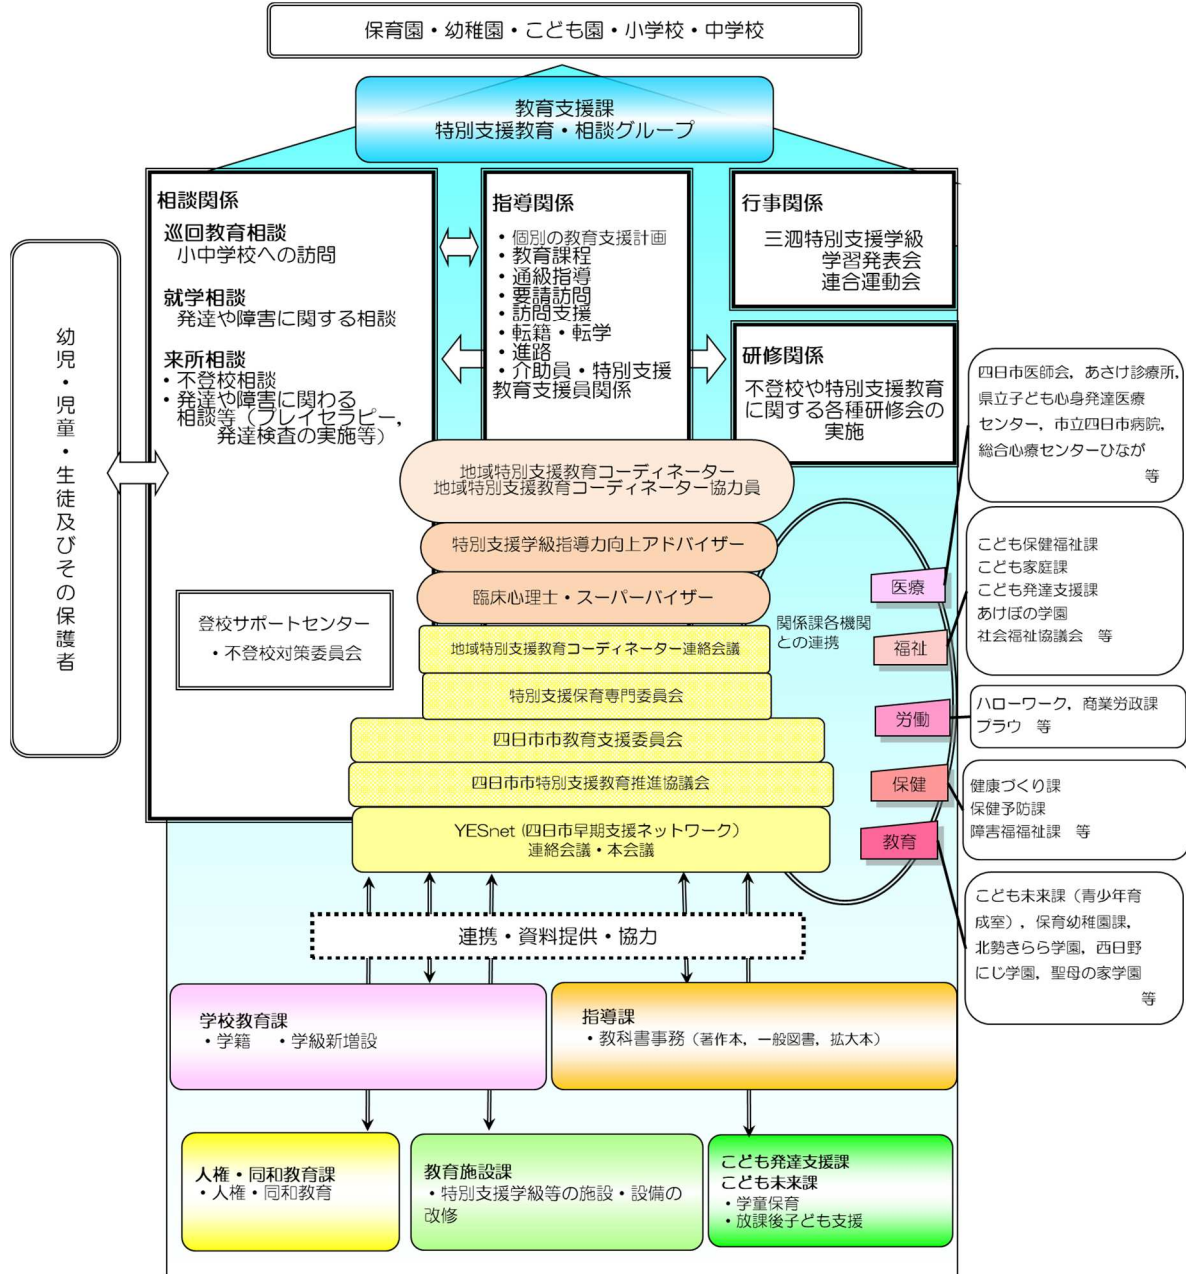 保育園・幼稚園・こども園・小学校・中学校
教育支援課
特別支援教育・相談グループ
幼児・児童・生徒及びその保護者
相談関係
巡回教育相談
小中学校への訪問
就学相談
発達や障害に関する相談
来所相談
・不登校相談
・発達や障害に関わる
相談等（プレイセラピー，
発達検査の実施等）
登校サポートセンター
・不登校対策委員会
指導関係
・個別の教育支援計画
・教育課程
・通級指導
・要請訪問
・訪問支援
・転籍・転学
・進路
・介助員・特別支援
教育支援員関係
行事関係
三泗特別支援学級
学習発表会
連合運動会
研修関係
不登校や特別支援教育
に関する各種研修会の
実施
地域特別支援教育コーディネーター
地域特別支援教育コーディネーター協力員
特別支援学級指導力向上アドバイザー
臨床心理士・スーパーバイザー
地域特別支援教育コーディネーター連絡会議
特別支援保育専門委員会
四日市市教育支援委員会
四日市市特別支援教育推進協議会
YESnet（四日市早期支援ネットワーク）
連絡会議・本会議
関係課各機関
との連携
医療
福祉
労働
保健
教育
四日市医師会，あさけ診療所，
県立子ども心身発達医療
センター，市立四日市病院，
総合心療センターひなが
等
こども保健福祉課
こども家庭課
こども発達支援課
あけぼの学園
社会福祉協議会　等
ハローワーク，商業労政課
プラウ　等
健康づくり課
保健予防課
障害福福祉課　等
こども未来課（青少年育
成室），保育幼稚園課，
北勢きらら学園，西日野
にじ学園，聖母の家学園
等
連携・資料提供・協力
学校教育課
・学籍　・学級新増設
指導課
・教科書事務（著作本，一般図書，拡大本）
人権・同和教育課
・人権・同和教育
教育施設課
・特別支援学級等の施設・設備の
改修
こども発達支援課
こども未来課
・学童保育
・放課後子ども支援